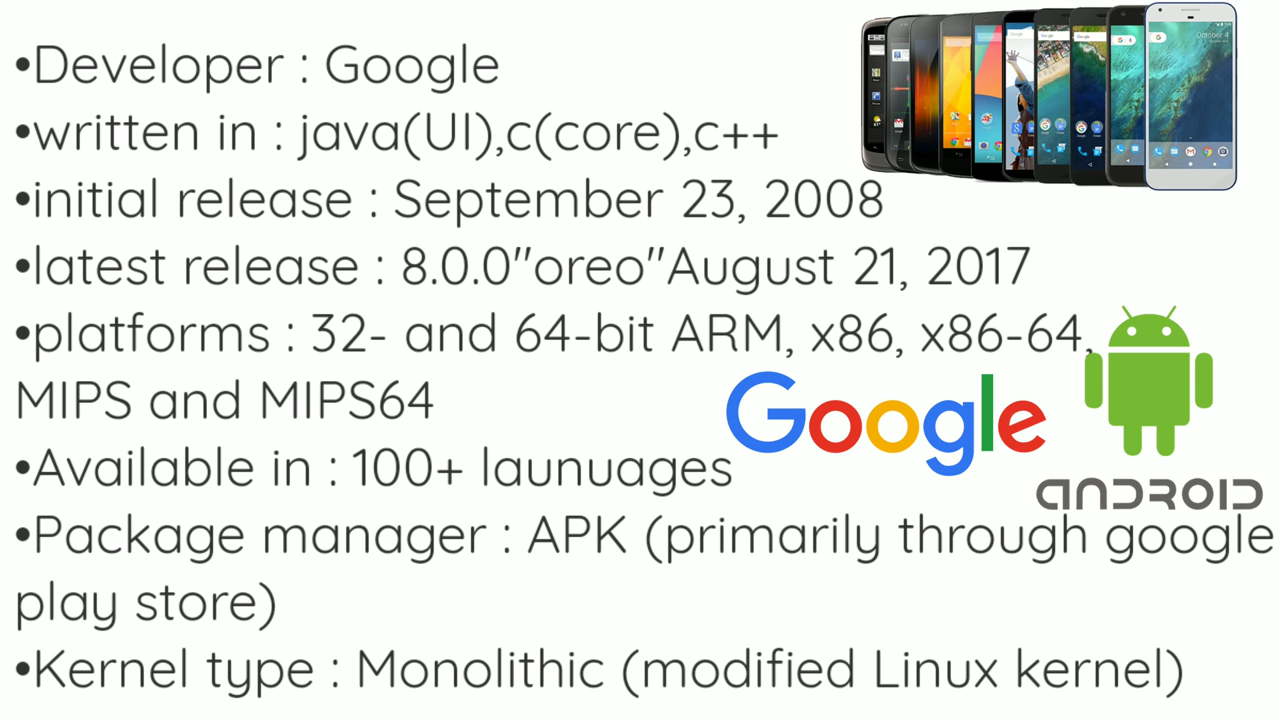 •Developer : Google
•written in : java(UI),c(core),c++
•initial release : September 23, 2008
•latest release : 8.0.0"oreo"August 21, 2017
•platforms : 32- and 64-bit ARM, x86, x86-64,
MIPS and MIPS64
•Available in : 100+ launuages
•Package manager : APK (primarily through google
play store)
•Kernel type : Monolithic (modified Linux kernel)
October 4
Google
ANDROID